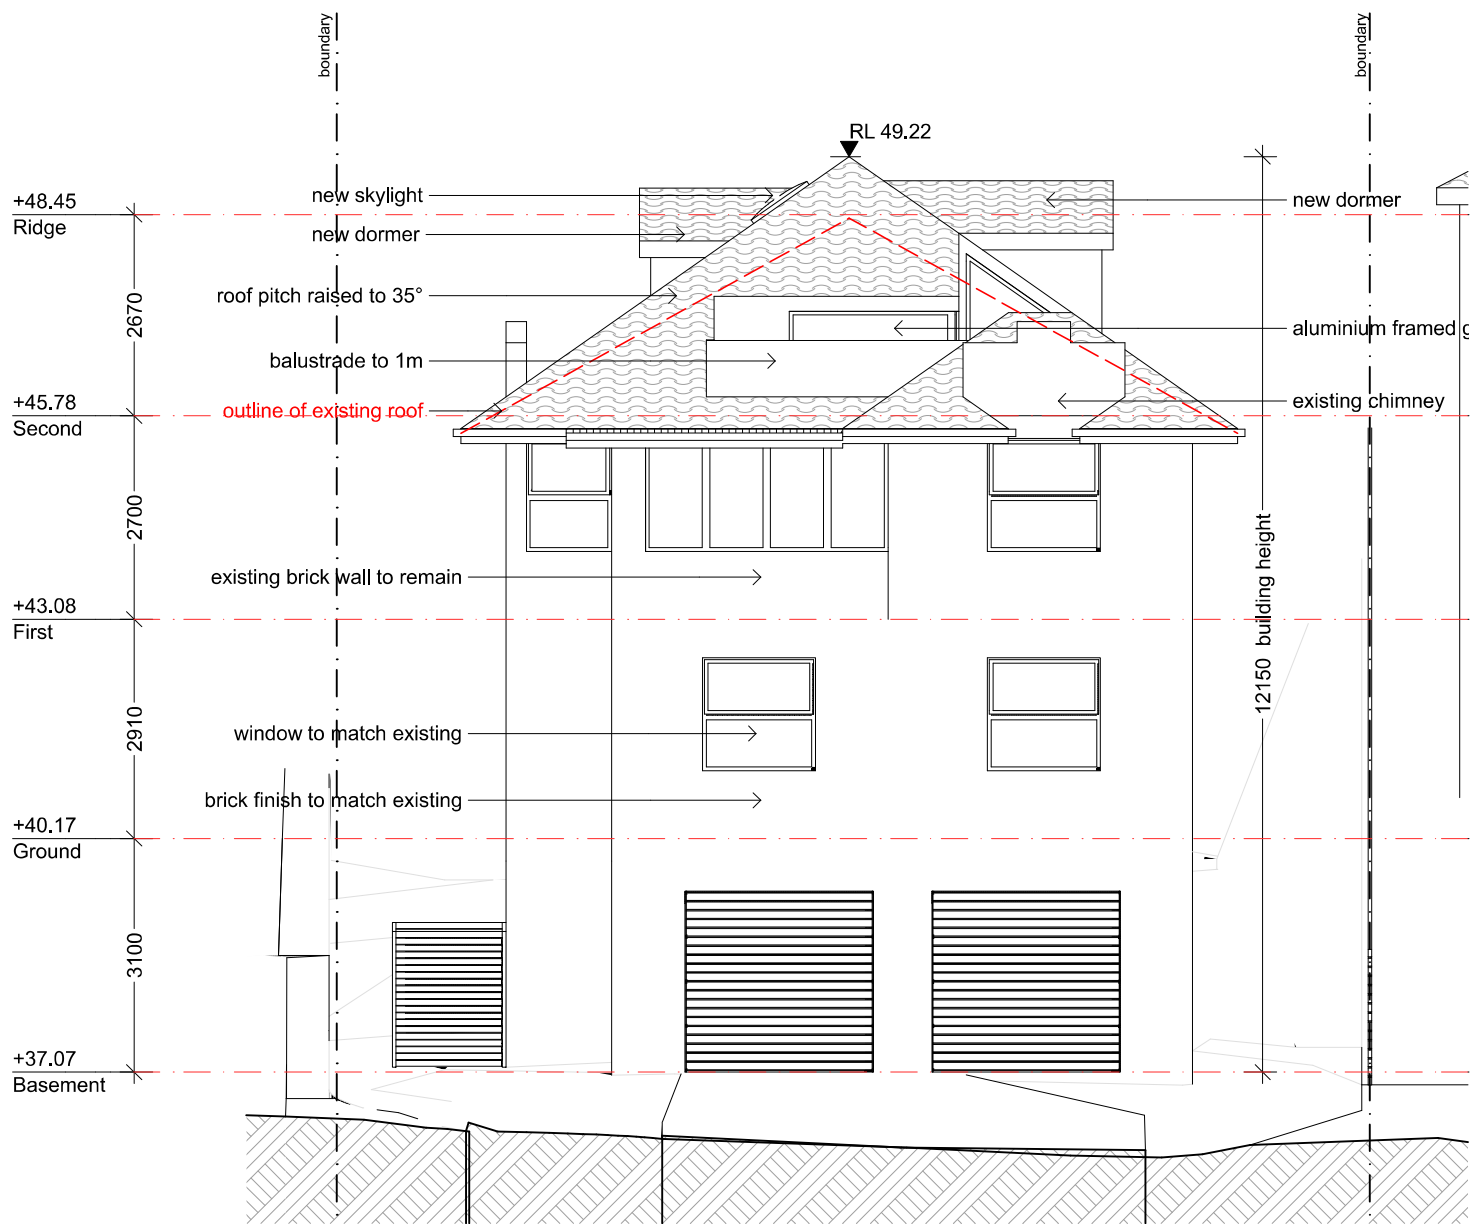 boundary
boundary
RL 49.22
+48.45
Ridge
new skylight
new dormer
new dormer
roof pitch raised to 35°
2670
aluminium framed g
balustrade to 1m
+45.78
Second
outline of existing roof
existing chimney
2700
existing brick wall to remain
12150 building height
+43.08
First
2910
window to match existing
brick finish to match existing
+40.17
Ground
3100
+37.07
Basement